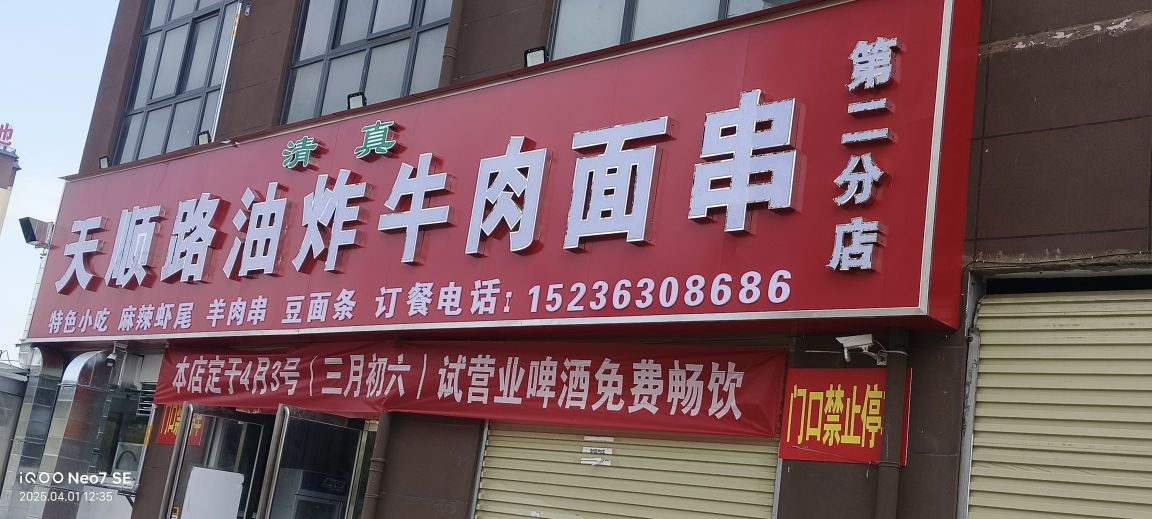 清真
天顺路油炸牛肉面串
第二分店
特色小吃 麻辣虾尾 羊肉串 豆面条 订餐电话: 15236308686
本店定于4月3号(三月初六)试营业啤酒免费畅饮
门口禁止停
iQOO Neo7 SE
2025.04.01 12:35